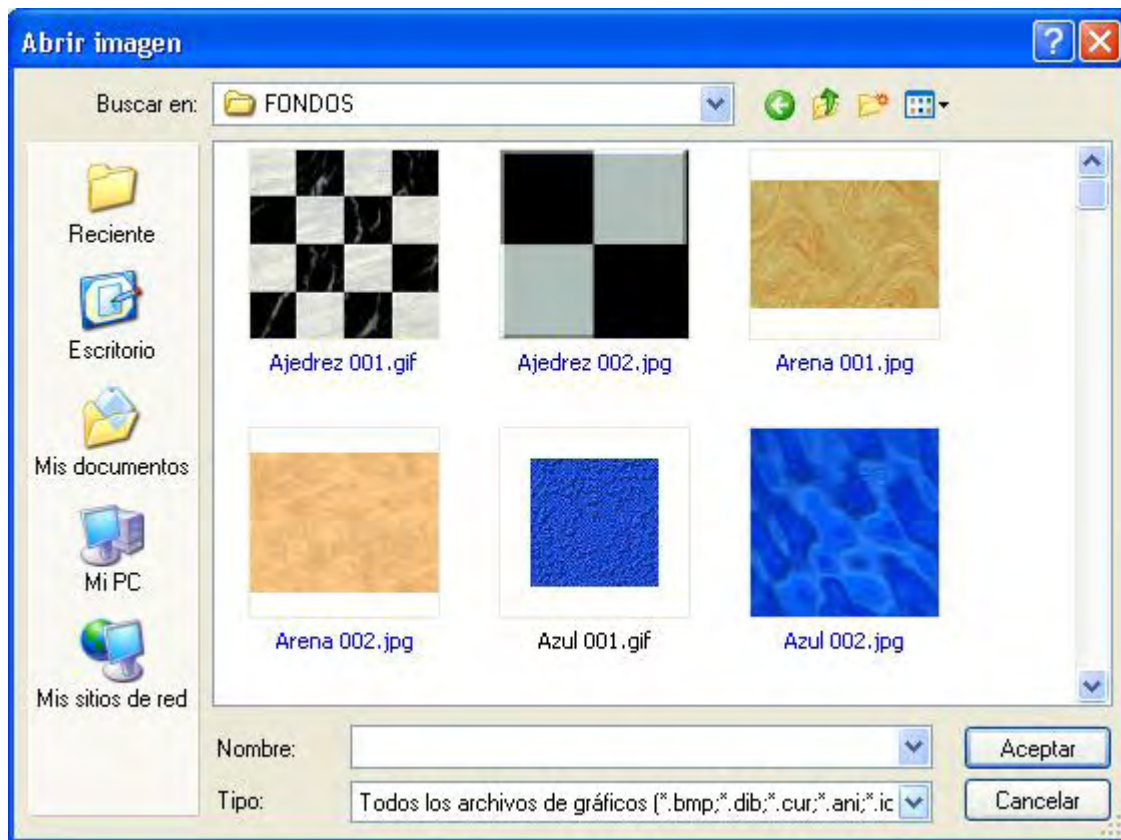 Abrir imagen
Buscar en: FONDOS
Reciente
Escritorio
Mis documentos
Mi PC
Mis sitios de red
Ajedrez 001.gif Ajedrez 002.jpg Arena 001.jpg
Arena 002.jpg Azul 001.gif Azul 002.jpg
Nombre: Aceptar
Tipo: Todos los archivos de gráficos (*.bmp;*.dib;*.cur;*.ani;*.ic Cancelar